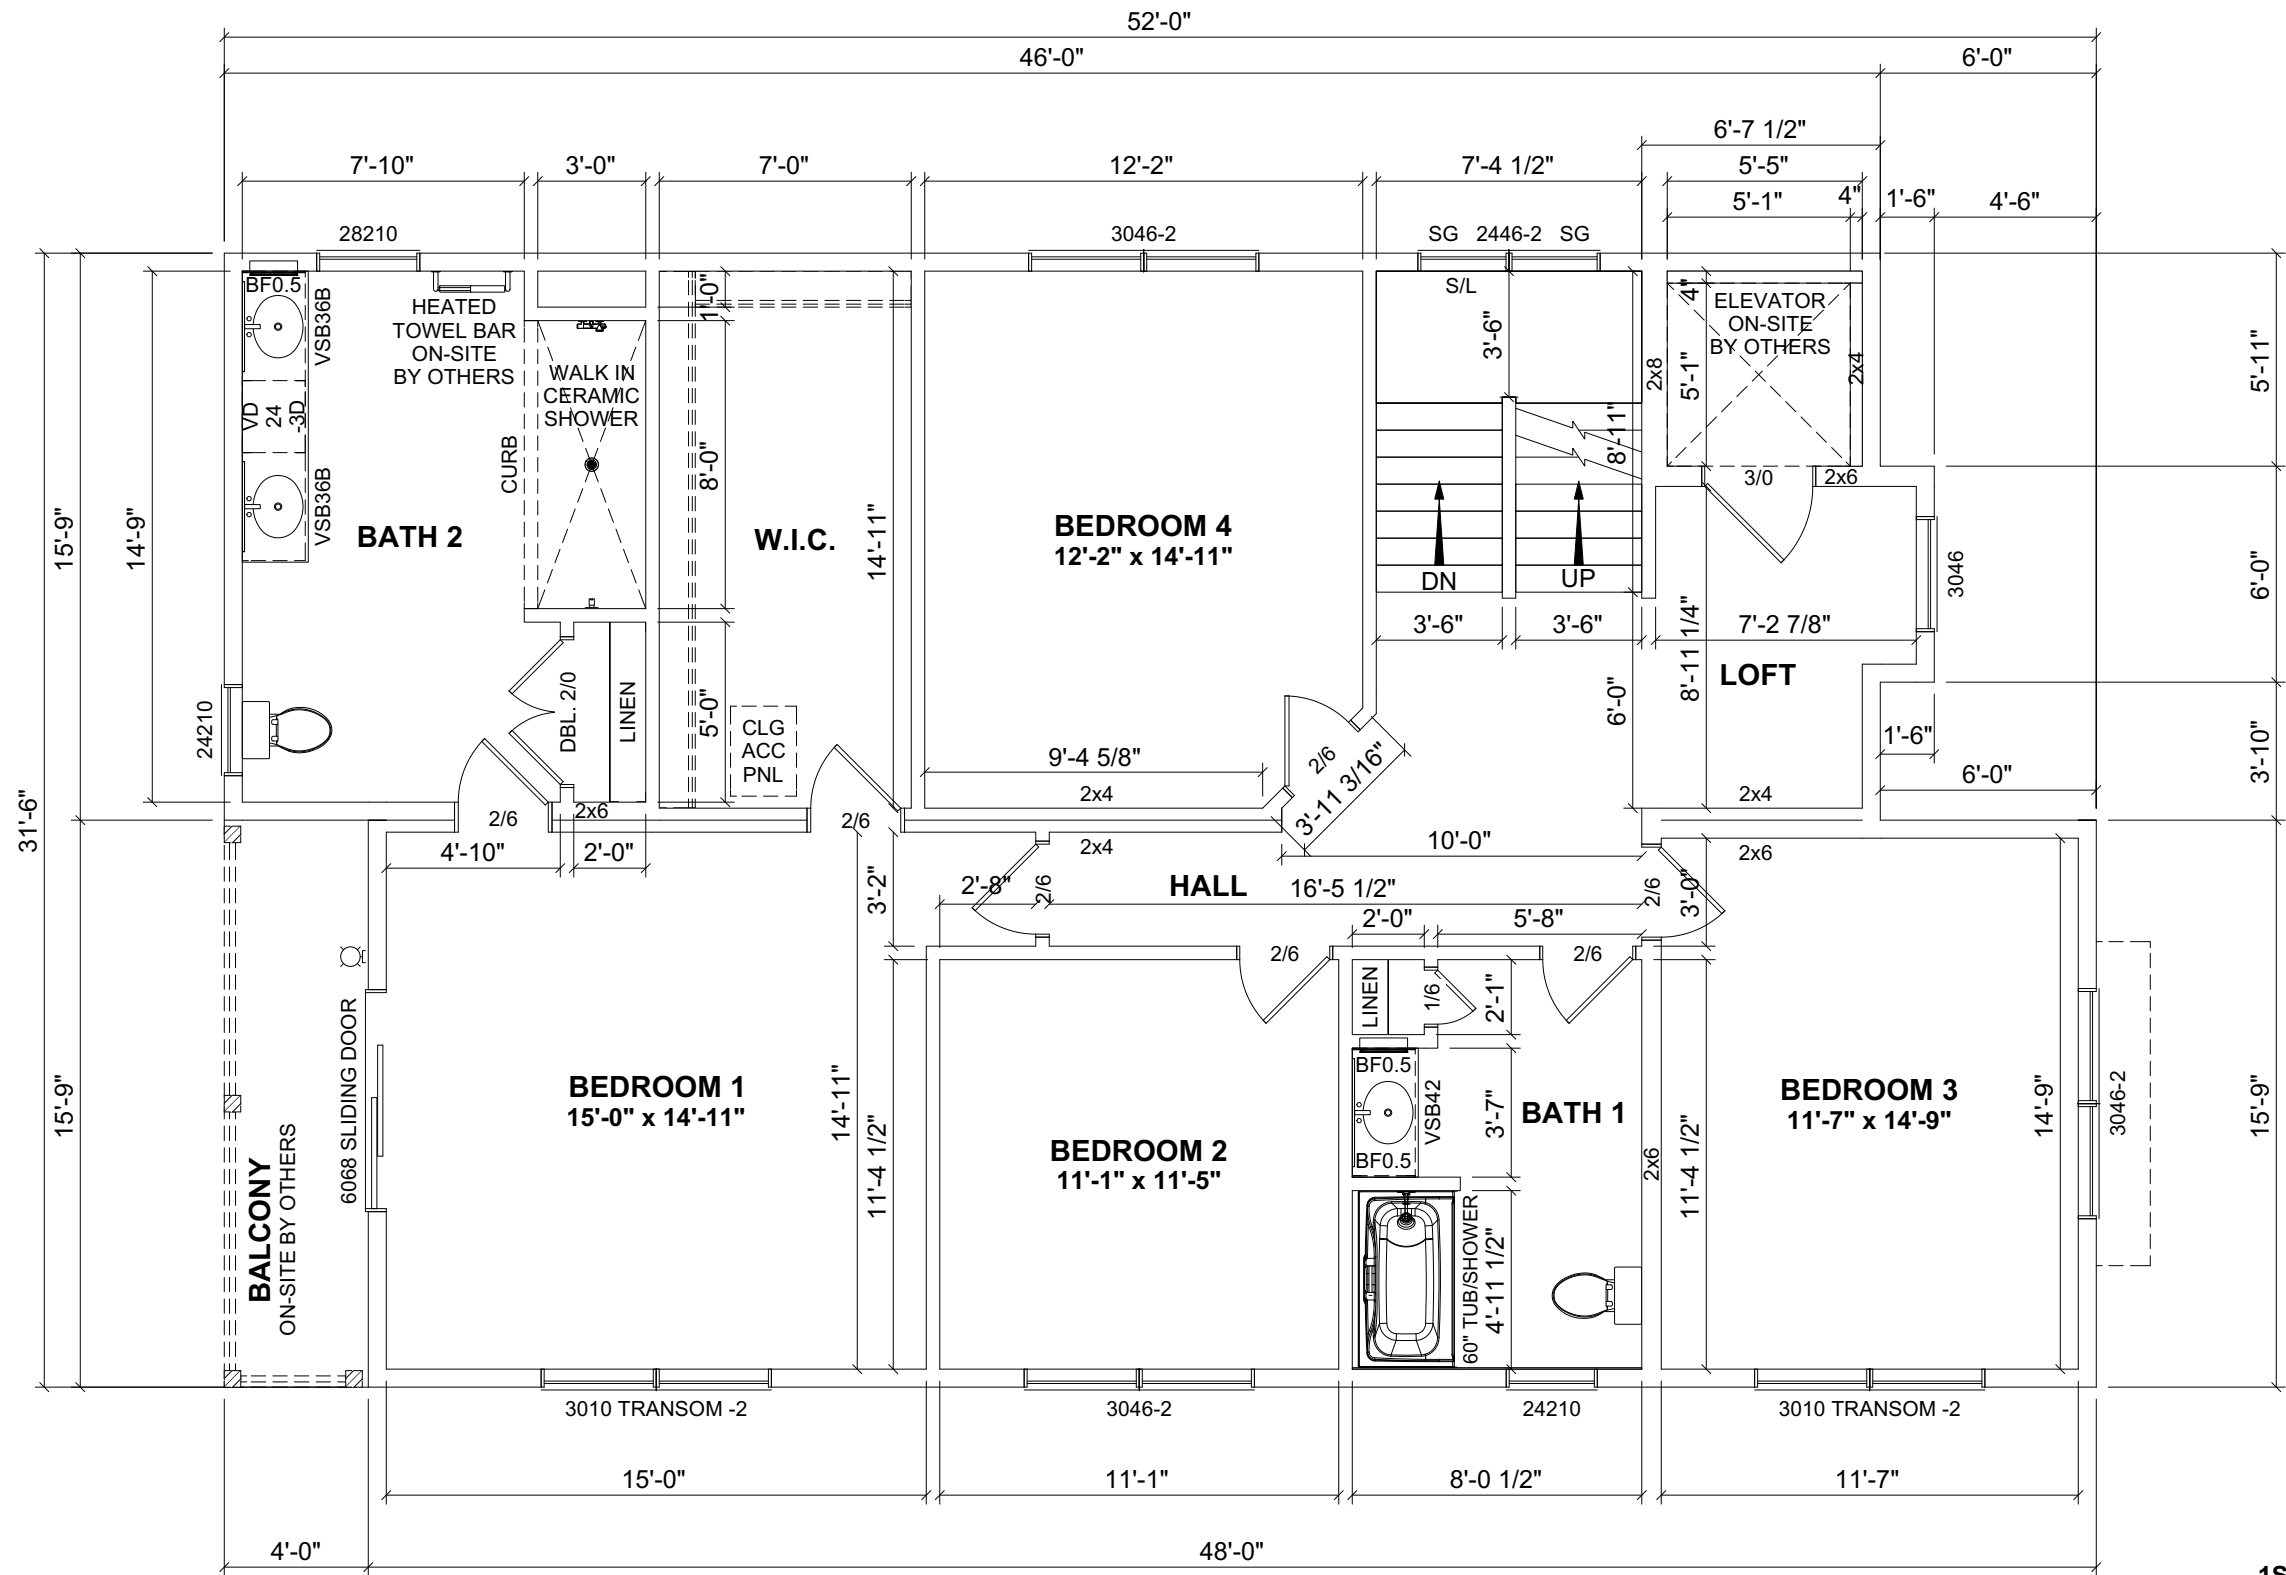 52'-0"
46'-0"
6'-0"
6'-7 1/2"
7'-10"
3'-0"
7'-0"
12'-2"
7'-4 1/2"
5'-5"
5'-1"
4"
1'-6"
4'-6"
28210
3046-2
SG 2446-2 SG
S/L
BF0.5
VSB36B
HEATED
TOWEL BAR
ON-SITE
BY OTHERS
1'-0"
3'-6"
4"
ELEVATOR
ON-SITE
BY OTHERS
2x8
5'-1"
2x4
5'-11"
WALK IN
CERAMIC
SHOWER
VD
24
-3D
CURB
8'-0"
8'-11"
VSB36B
3/0
2x6
15'-9"
14'-9"
BATH 2
W.I.C.
14'-11"
BEDROOM 4
12'-2" x 14'-11"
DN
UP
3046
6'-0"
3'-6"
3'-6"
7'-2 7/8"
8'-11 1/4"
LOFT
24210
DBL. 2/0
LINEN
5'-0"
CLG
ACC
PNL
9'-4 5/8"
2x4
2/6
3'-11 3/16"
6'-0"
2x4
1'-6"
6'-0"
3'-10"
31'-6"
2/6
2x6
2/6
4'-10"
2'-0"
3'-2"
2x4
10'-0"
2x6
2'-8"
2/6
HALL
16'-5 1/2"
2/6
3'-0"
2'-0"
5'-8"
2/6
2/6
LINEN
1/6
2'-1"
6068 SLIDING DOOR
BF0.5
VSB42
BF0.5
3'-7"
BATH 1
15'-9"
BEDROOM 1
15'-0" x 14'-11"
14'-11"
11'-4 1/2"
BEDROOM 2
11'-1" x 11'-5"
2x6
11'-4 1/2"
BEDROOM 3
11'-7" x 14'-9"
14'-9"
3046-2
15'-9"
BALCONY
ON-SITE BY OTHERS
60" TUB/SHOWER
4'-11 1/2"
3010 TRANSOM -2
3046-2
24210
3010 TRANSOM -2
15'-0"
11'-1"
8'-0 1/2"
11'-7"
4'-0"
48'-0"